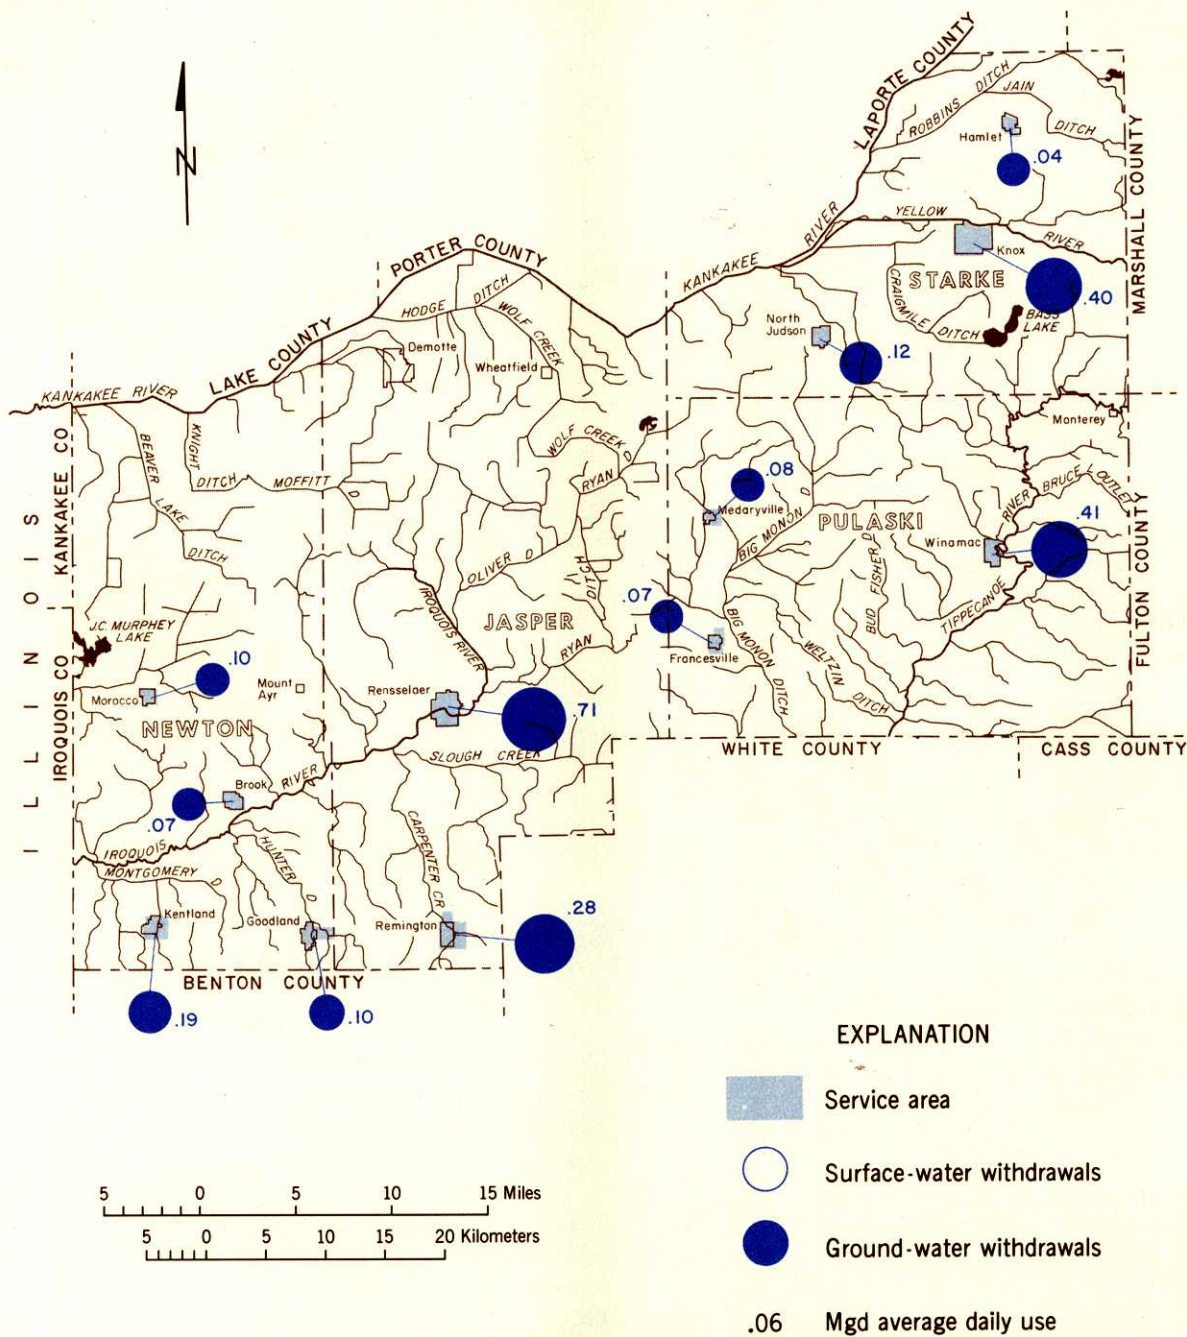 LAPORTE COUNTY
ROBBINS DITCH
JAIN
DITCH
Hamlet
.04
MARSHALL COUNTY
N
YELLOW
RIVER
Knox
KANKAKEE RIVER
STARKE
.40
PORTER COUNTY
HODGE DITCH
WOLF CREEK
CRAIGMILE
DITCH
BASS
LAKE
North
Judson
.12
LAKE COUNTY
Demotte
Wheatfield
KANKAKEE RIVER
Monterey
KANKAKEE CO
BEAVER
LAKE
DITCH
KNIGHT
DITCH
MOFFITT
D
WOLF CREEK
D
RYAN
.08
Medaryville
BIG MONON D
PULASKI
RIVER
BRUCE L OUTLET
.41
Winamac
FULTON COUNTY
ILLINOIS
OLIVER D
DITCH
BUD FISHER D
TIPPECANOE
J.C. MURPHEY
LAKE
IROQUOIS RIVER
JASPER
RYAN
.07
Francesville
BIG MONON
DITCH
WELTZIN
DITCH
IROQUOIS CO
.10
Morocco
Mount
Ayr
Rensselaer
.71
NEWTON
SLOUGH CREEK
WHITE COUNTY
CASS COUNTY
Brook
RIVER
.07
IROQUOIS
HUNTER
D
CARPENTER CR
MONTGOMERY
D
Kentland
Goodland
Remington
.28
BENTON COUNTY
.19
.10
EXPLANATION
Service area
Surface-water withdrawals
Ground-water withdrawals
.06 Mgd average daily use
5 0 5 10 15 Miles
5 0 5 10 15 20 Kilometers